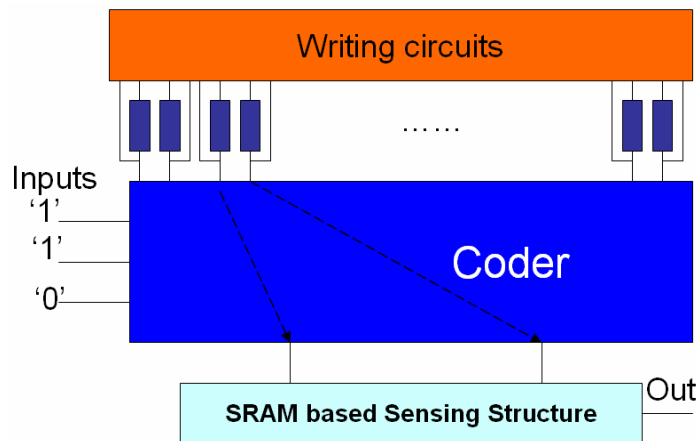 Writing circuits
……
Inputs
‘1’
‘1’
‘0’
Coder
Out
SRAM based Sensing Structure